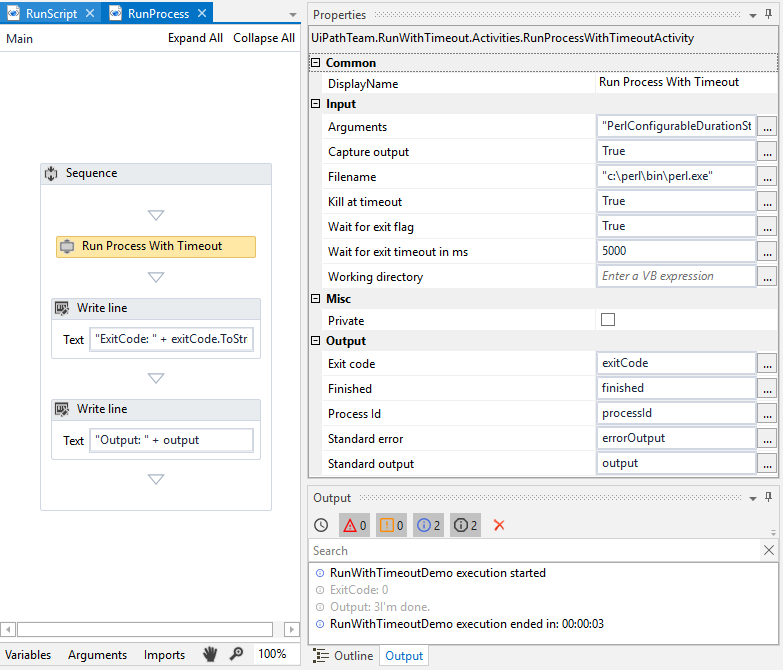 RunScript
RunProcess
Main
Expand All
Collapse All
Sequence
Run Process With Timeout
Write line
Text
"ExitCode: " + exitCode.ToStr
Write line
Text
"Output: " + output
Variables
Arguments
Imports
100%
Properties
UiPathTeam.RunWithTimeout.Activities.RunProcessWithTimeoutActivity
Common
DisplayName
Run Process With Timeout
Input
Arguments
"PerlConfigurableDurationSt
...
Capture output
True
...
Filename
"c:\perl\bin\perl.exe"
...
Kill at timeout
True
...
Wait for exit flag
True
...
Wait for exit timeout in ms
5000
...
Working directory
Enter a VB expression
...
Misc
Private
Output
Exit code
exitCode
...
Finished
finished
...
Process Id
processId
...
Standard error
errorOutput
...
Standard output
output
...
Output
0
0
2
2
Search
RunWithTimeoutDemo execution started
ExitCode: 0
Output: 3I'm done.
RunWithTimeoutDemo execution ended in: 00:00:03
Outline
Output